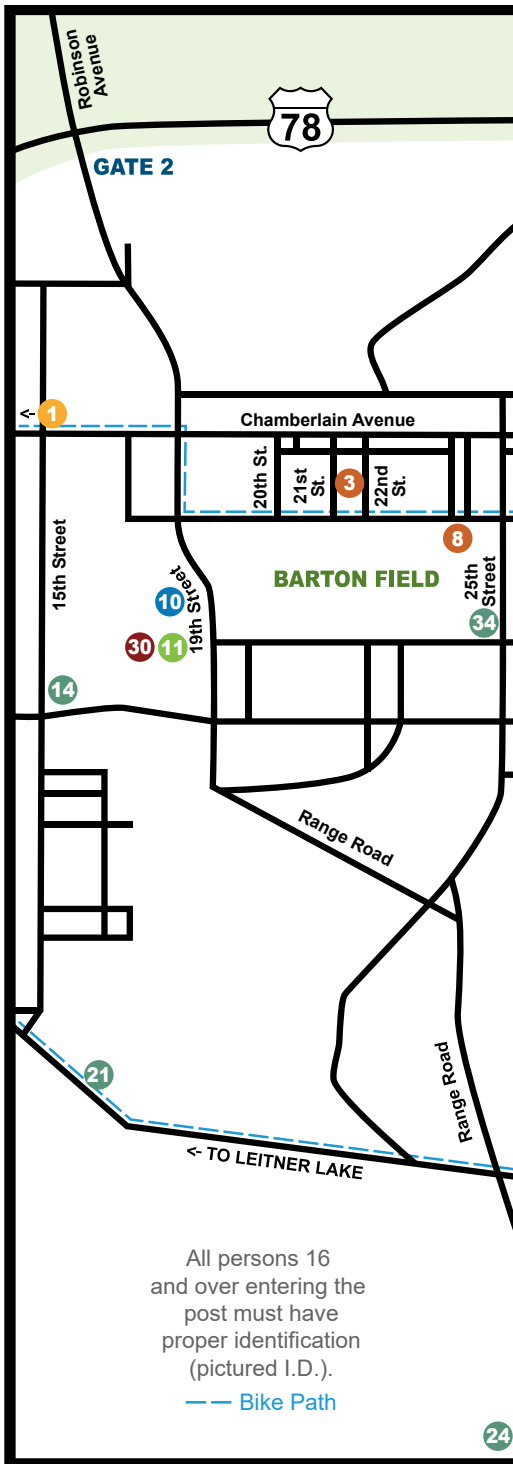 Robinson
Avenue
78
GATE 2
<-
1
Chamberlain Avenue
20th St.
21st
St.
3
22nd
St.
8
15th Street
BARTON FIELD
25th
Street
10
19th Street
34
30
11
14
Range Road
21
Range Road
<- TO LEITNER LAKE
All persons 16
and over entering the
post must have
proper identification
(pictured I.D.).
Bike Path
24